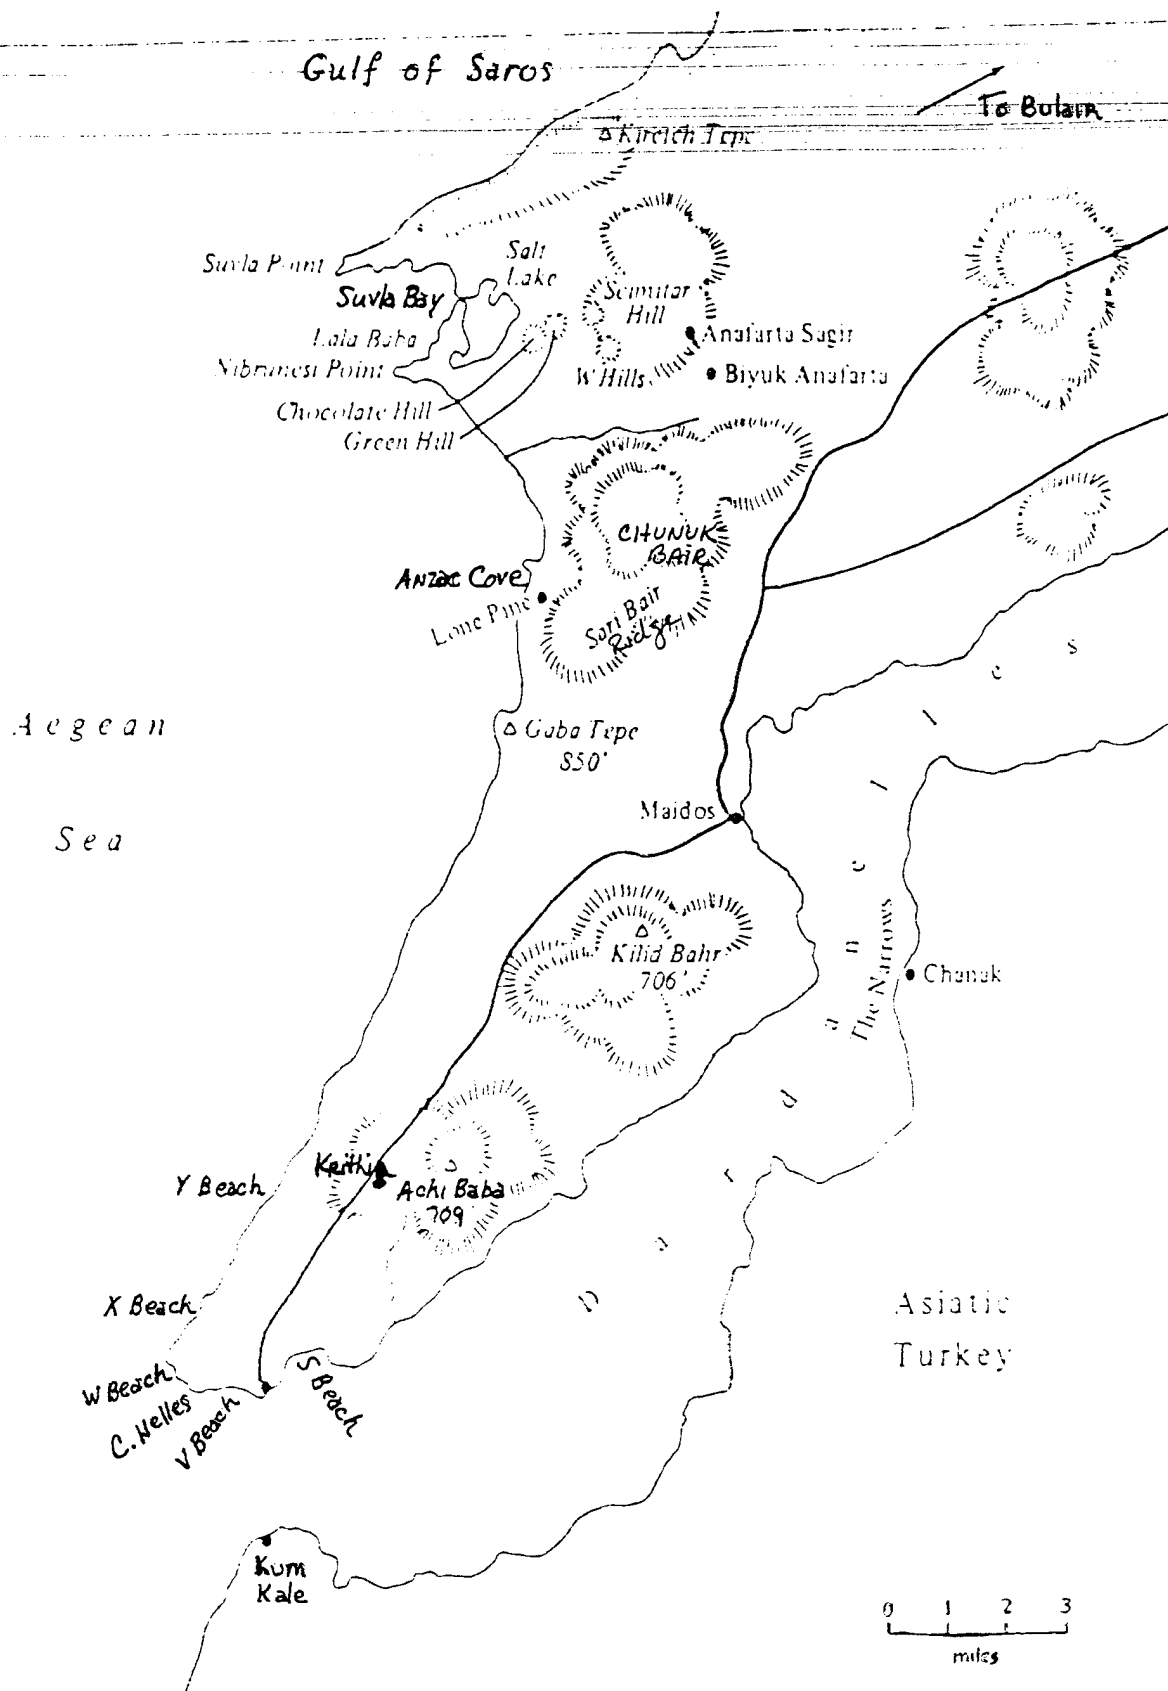 Gulf of Saros
To Bulair
Kiretch Tepe
Suvla Point
Salt
Lake
Suvla Bay
Scimitar
Hill
Lala Baba
Anafarta Sagir
Nibrunesi Point
W Hills
Biyuk Anafarta
Chocolate Hill
Green Hill
CHUNUK
BAIR
Anzac Cove
Lone Pine
Sari Bair
Ridge
Aegean
Sea
Gaba Tepe
850'
Maidos
Dardanelles
The Narrows
Kilid Bahr
706'
Chanak
Krithia
Y Beach
Achi Baba
709
X Beach
Asiatic
Turkey
W Beach
C. Helles
V Beach
S Beach
Kum
Kale
0 1 2 3
miles